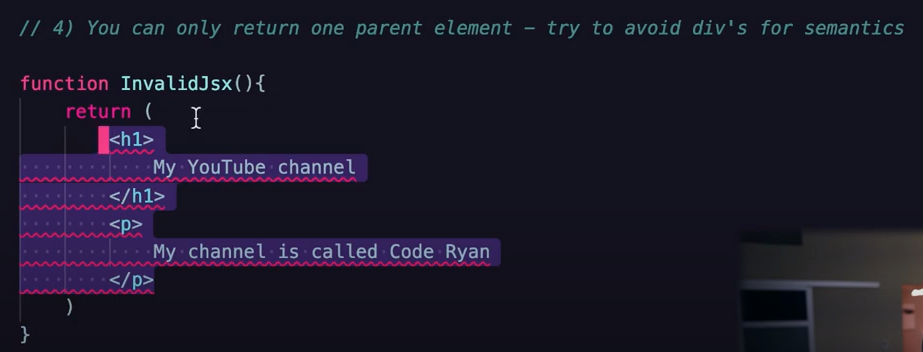 // 4) You can only return one parent element - try to avoid div's for semantics
function InvalidJsx(){
return (
<h1>
My YouTube channel
</h1>
<p>
My channel is called Code Ryan
</p>
)
}